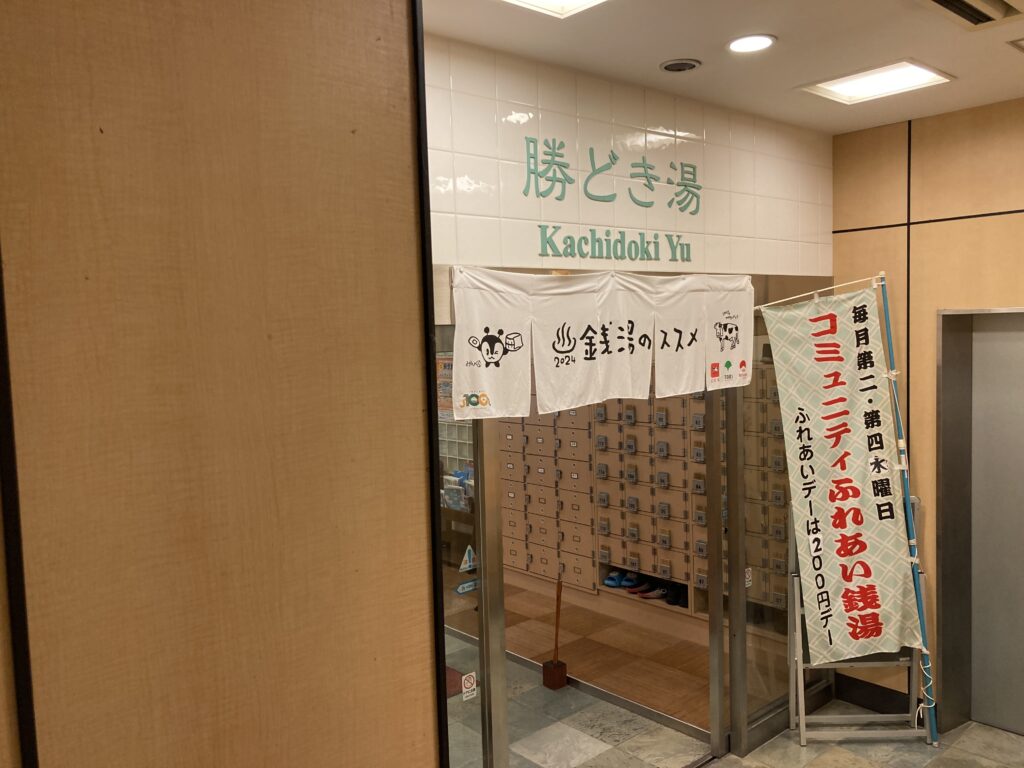 勝どき湯
Kachidoki Yu
2024
銭湯のススメ
毎月第二・第四水曜日
コミュニティふれあい銭湯
ふれあいデーは200円デー